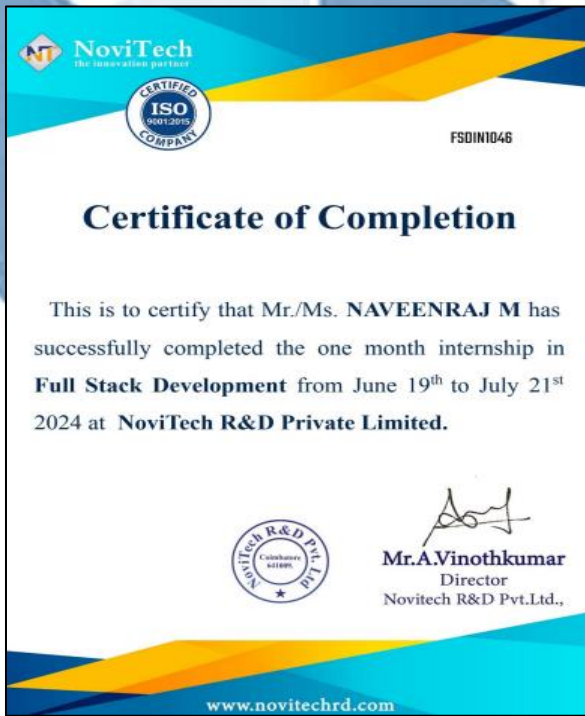 NT NoviTech
the innovation partner
CERTIFIED
ISO
9001:2015
COMPANY
FSDIN1046
Certificate of Completion
This is to certify that Mr./Ms. NAVEENRAJ M has
successfully completed the one month internship in
Full Stack Development from June 19th to July 21st
2024 at NoviTech R&D Private Limited.
NoviTech R&D Pvt. Ltd
Coimbatore
641009.
Mr.A.Vinothkumar
Director
Novitech R&D Pvt.Ltd.,
www.novitechrd.com